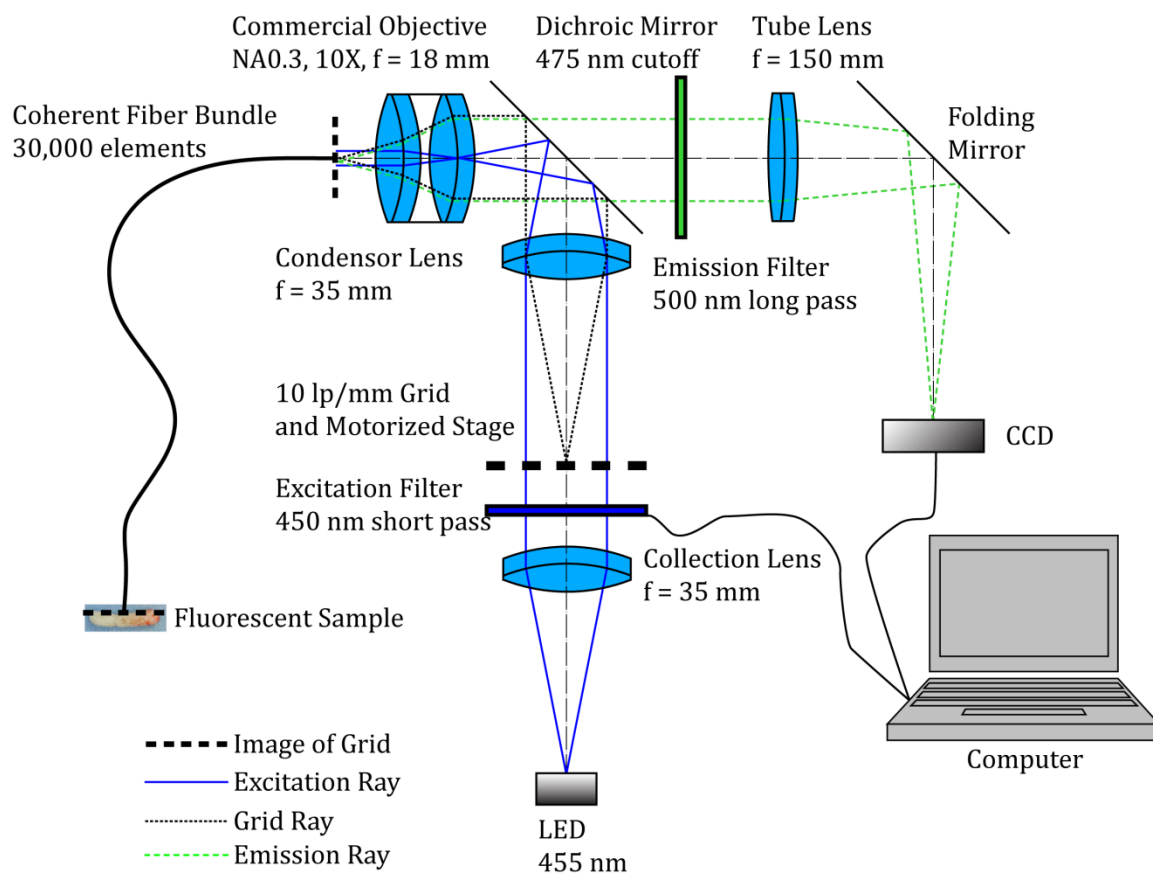 Commercial Objective
NA0.3, 10X, f = 18 mm
Dichroic Mirror
475 nm cutoff
Tube Lens
f = 150 mm
Coherent Fiber Bundle
30,000 elements
Folding
Mirror
Condensor Lens
f = 35 mm
Emission Filter
500 nm long pass
10 lp/mm Grid
and Motorized Stage
CCD
Excitation Filter
450 nm short pass
Collection Lens
f = 35 mm
Fluorescent Sample
Image of Grid
Excitation Ray
Grid Ray
Emission Ray
LED
455 nm
Computer